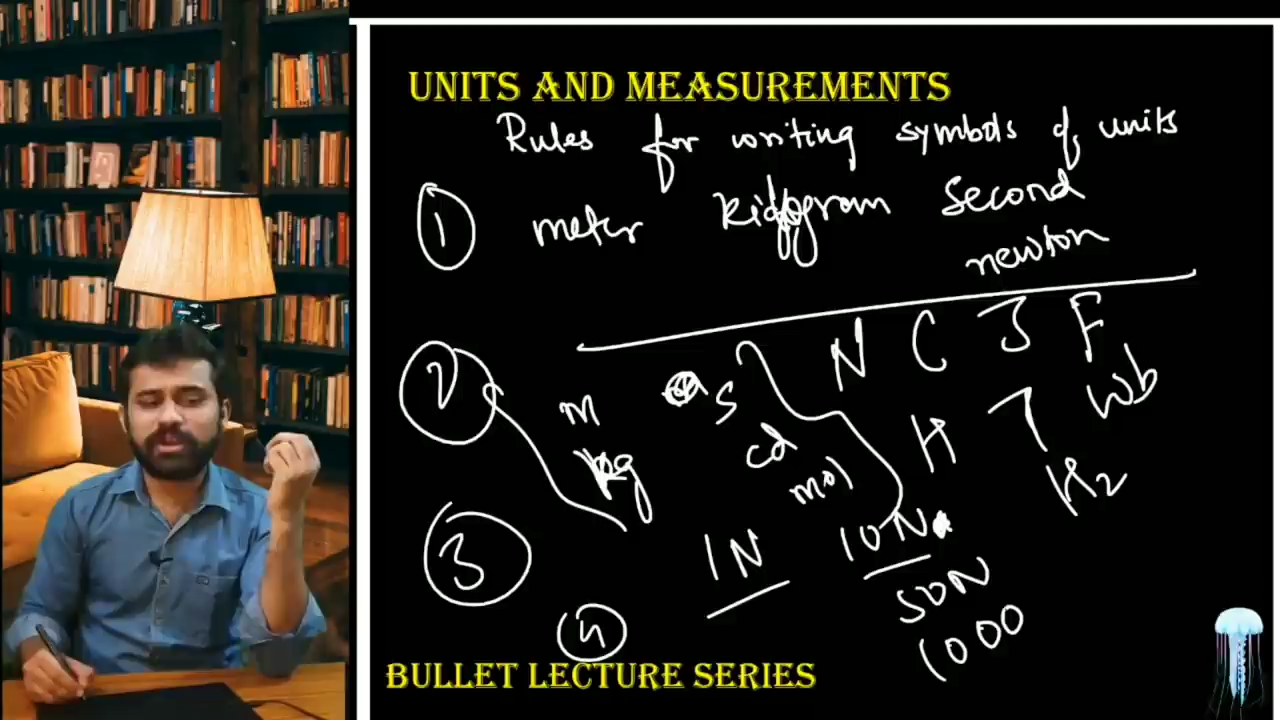 UNITS AND MEASUREMENTS
Rules for writing symbols of units
1 meter kilogram second
newton
2 m s N C J F
kg cd mol H T Wb
Hz
3 1N 10N
50N
1000
4
BULLET LECTURE SERIES